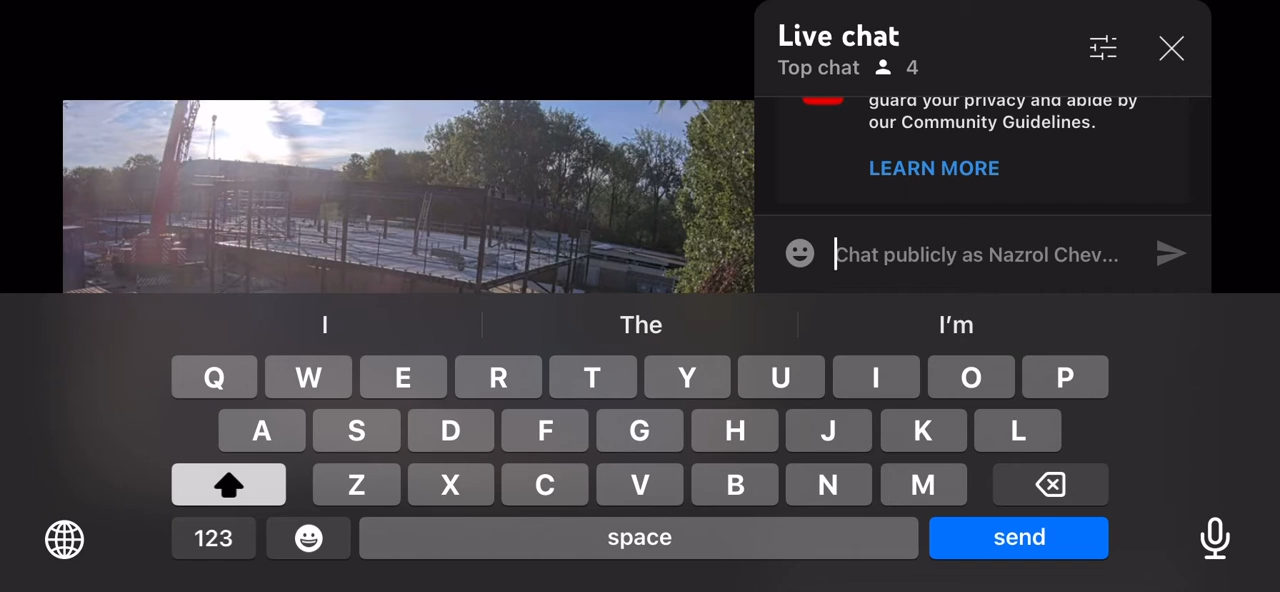 Live chat
Top chat 4
guard your privacy and abide by
our Community Guidelines.
LEARN MORE
Chat publicly as Nazrol Chev...
I The I'm
Q W E R T Y U I O P
A S D F G H J K L
Z X C V B N M
123 space send